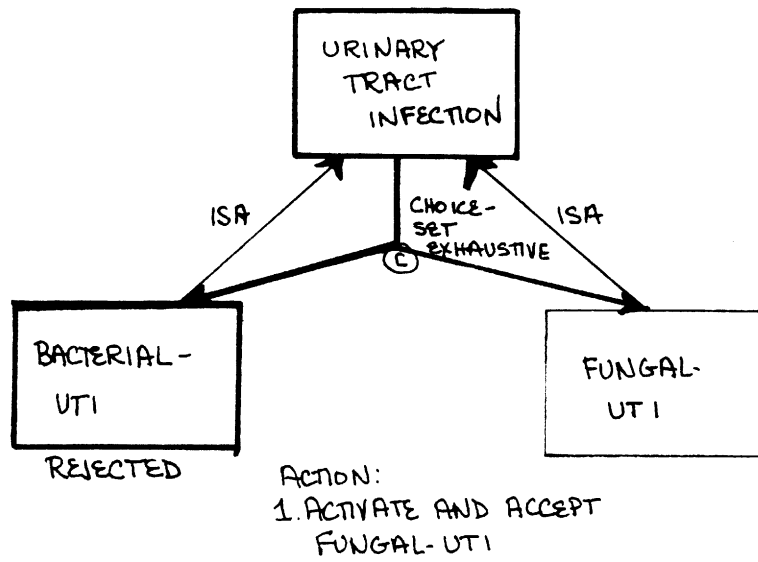 URINARY
TRACT
INFECTION
ISA
CHOICE-
SET
EXHAUSTIVE
ISA
C
BACTERIAL-
UTI
FUNGAL-
UTI
REJECTED
ACTION:
1. ACTIVATE AND ACCEPT
FUNGAL-UTI